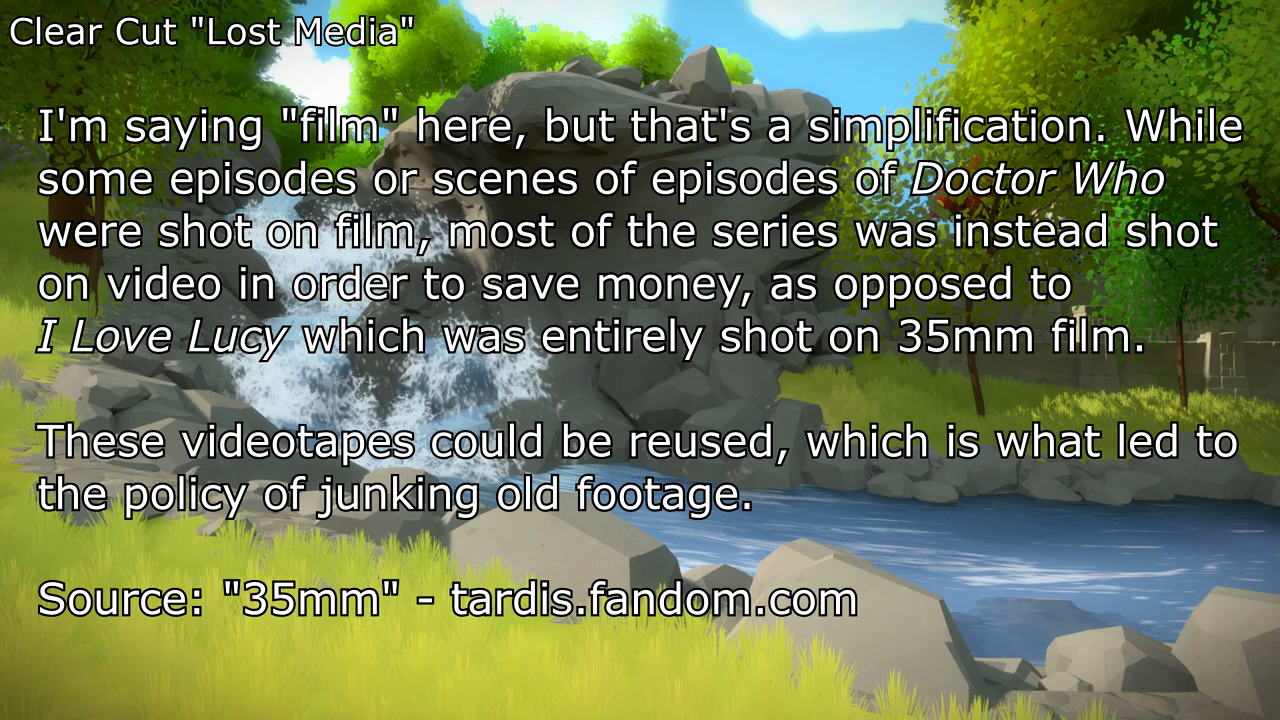 Clear Cut "Lost Media"
I'm saying "film" here, but that's a simplification. While
some episodes or scenes of episodes of Doctor Who
were shot on film, most of the series was instead shot
on video in order to save money, as opposed to
I Love Lucy which was entirely shot on 35mm film.
These videotapes could be reused, which is what led to
the policy of junking old footage.
Source: "35mm" - tardis.fandom.com